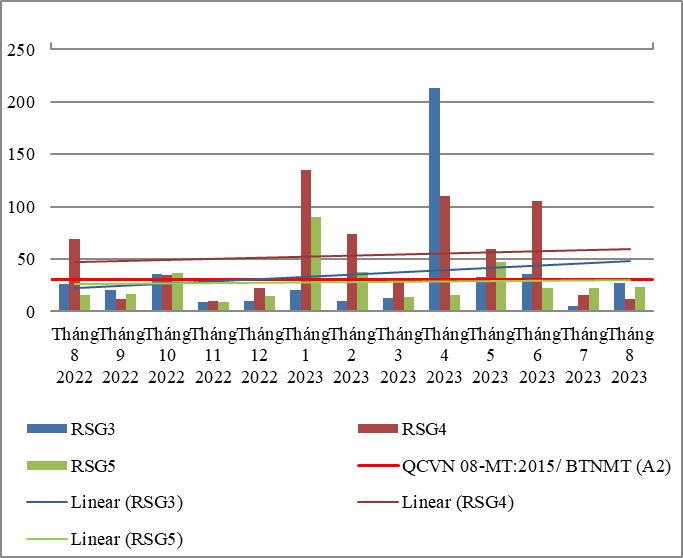 250
200
150
100
50
0
Tháng Tháng Tháng Tháng Tháng Tháng Tháng Tháng Tháng Tháng Tháng Tháng Tháng
8 9 10 11 12 1 2 3 4 5 6 7 8
2022 2022 2022 2022 2022 2023 2023 2023 2023 2023 2023 2023 2023
RSG3 RSG4
RSG5 QCVN 08-MT:2015/ BTNMT (A2)
Linear (RSG3) Linear (RSG4)
Linear (RSG5)